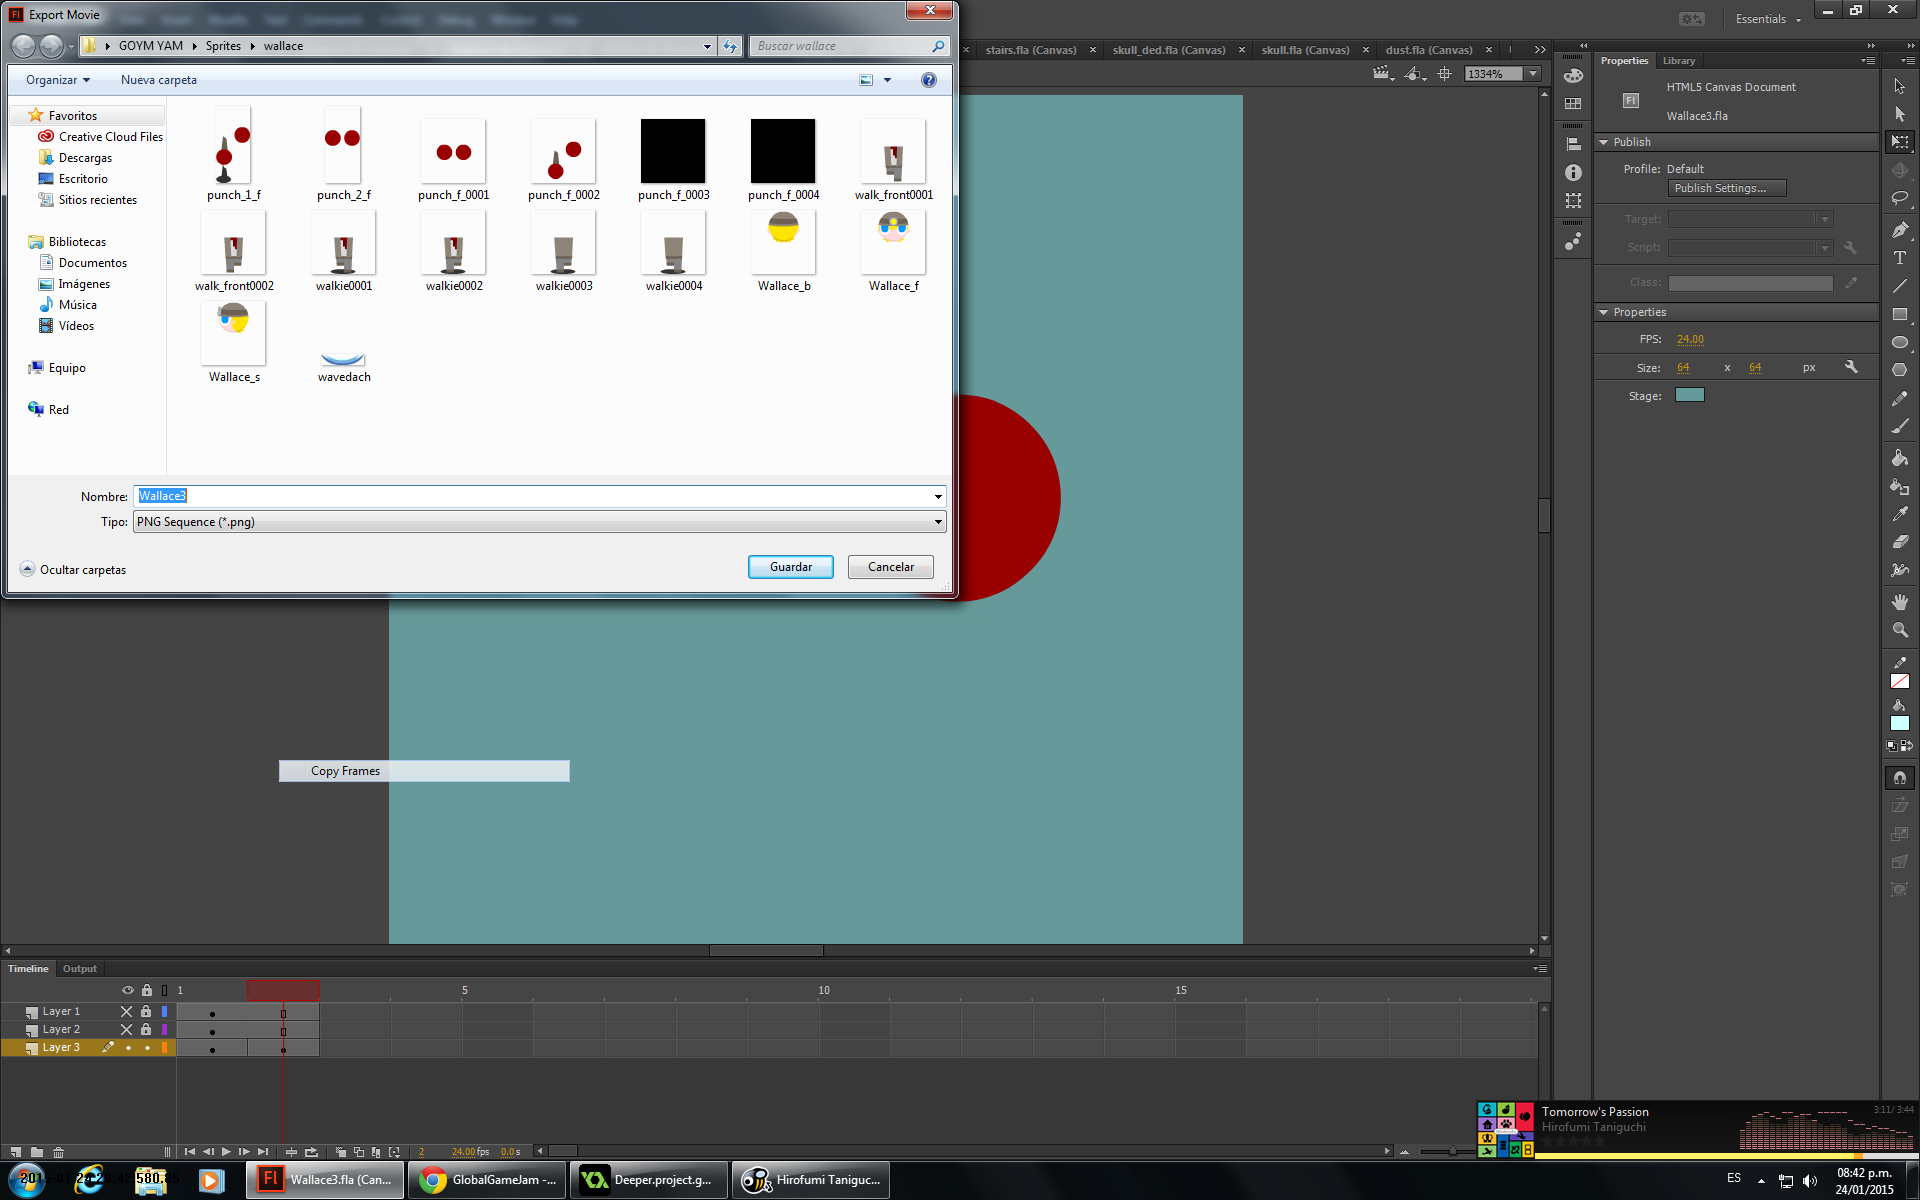 Export Movie
GOYM YAM
Sprites
wallace
Buscar wallace
Organizar
Nueva carpeta
Favoritos
Creative Cloud Files
Descargas
Escritorio
Sitios recientes
Bibliotecas
Documentos
Imágenes
Música
Vídeos
Equipo
Red
punch_1_f
punch_2_f
punch_f_0001
punch_f_0002
punch_f_0003
punch_f_0004
walk_front0001
walk_front0002
walkie0001
walkie0002
walkie0003
walkie0004
Wallace_b
Wallace_f
Wallace_s
wavedach
Nombre: Wallace3
Tipo: PNG Sequence (*.png)
Ocultar carpetas
Guardar
Cancelar
Essentials
stairs.fla (Canvas)
skull_ded.fla (Canvas)
skull.fla (Canvas)
dust.fla (Canvas)
1334%
Properties
Library
Fl
HTML5 Canvas Document
Wallace3.fla
Publish
Profile: Default
Publish Settings...
Target:
Script:
Class:
Properties
FPS: 24.00
Size: 64 x 64 px
Stage:
Copy Frames
Timeline
Output
1
5
10
15
Layer 1
Layer 2
Layer 3
2
24.00 fps
0.0 s
Tomorrow's Passion
Hirofumi Taniguchi
3:11/ 3:44
Wallace3.fla (Can...
GlobalGameJam -...
Deeper.project.g...
Hirofumi Taniguc...
ES
08:42 p.m.
24/01/2015